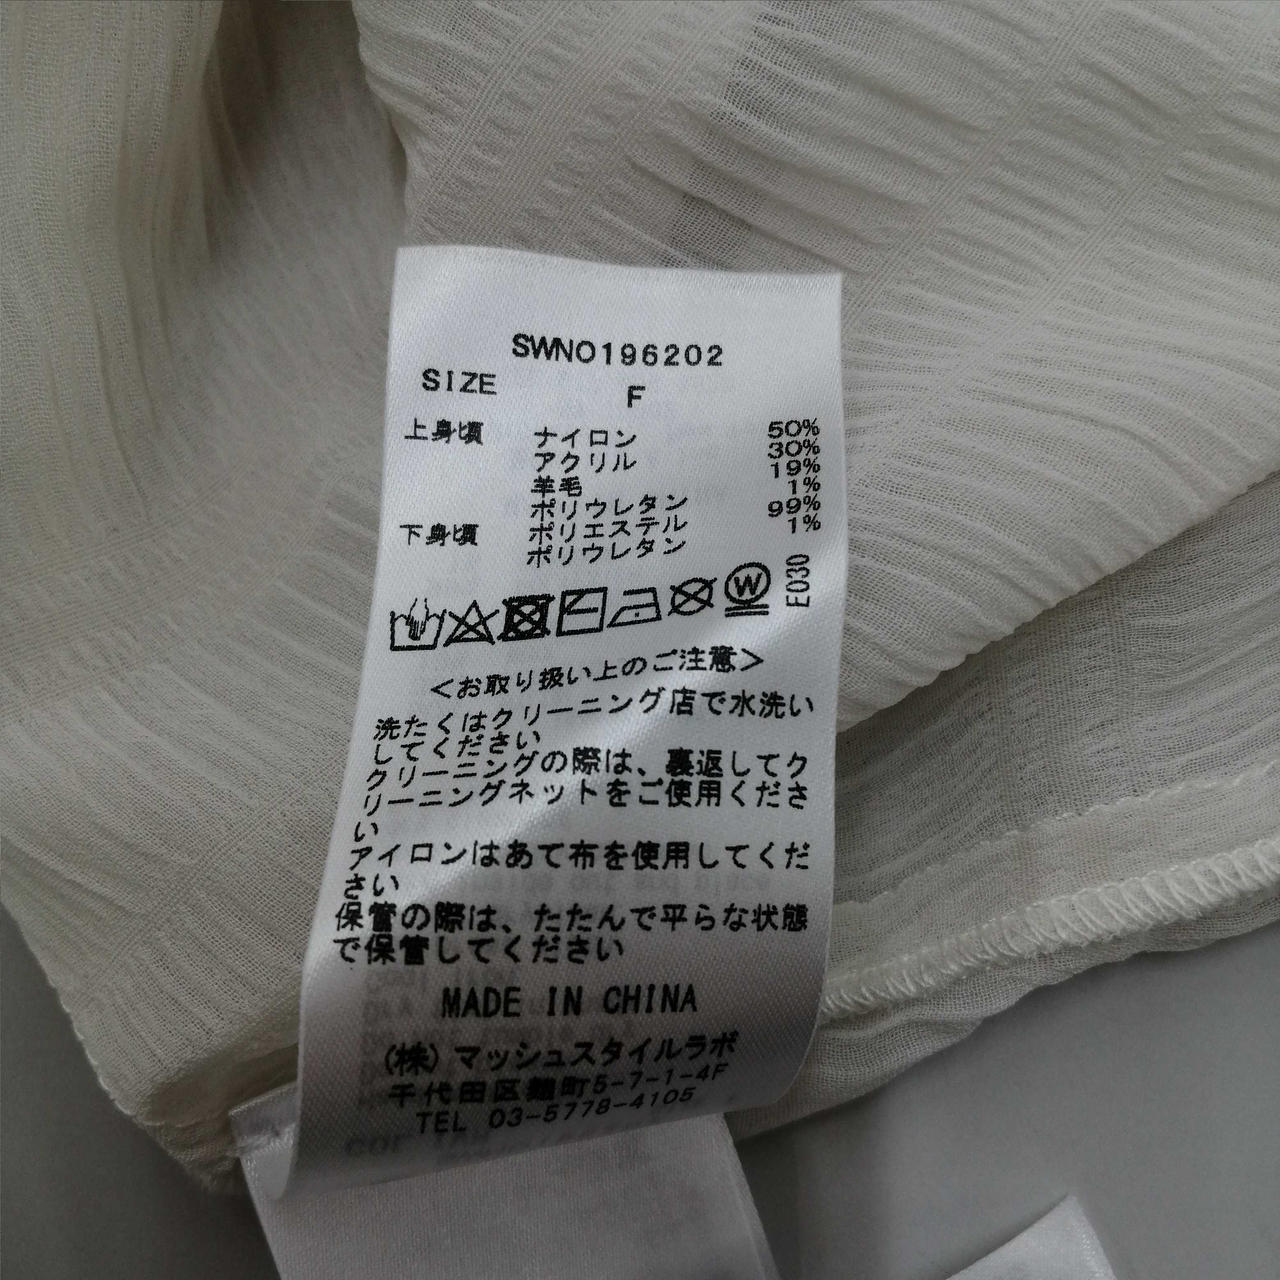 SWNO196202
SIZE F
上身頃 ナイロン 50%
アクリル 30%
羊毛 19%
ポリウレタン 1%
下身頃 ポリエステル 99%
ポリウレタン 1%
W
E030
<お取り扱い上のご注意>
洗たくはクリーニング店で水洗い
してください
クリーニングの際は、裏返してク
リーニングネットをご使用くださ
い
アイロンはあて布を使用してくだ
さい
保管の際は、たたんで平らな状態
で保管してください
MADE IN CHINA
(株) マッシュスタイルラボ
千代田区麹町5-7-1-4F
TEL 03-5778-4105